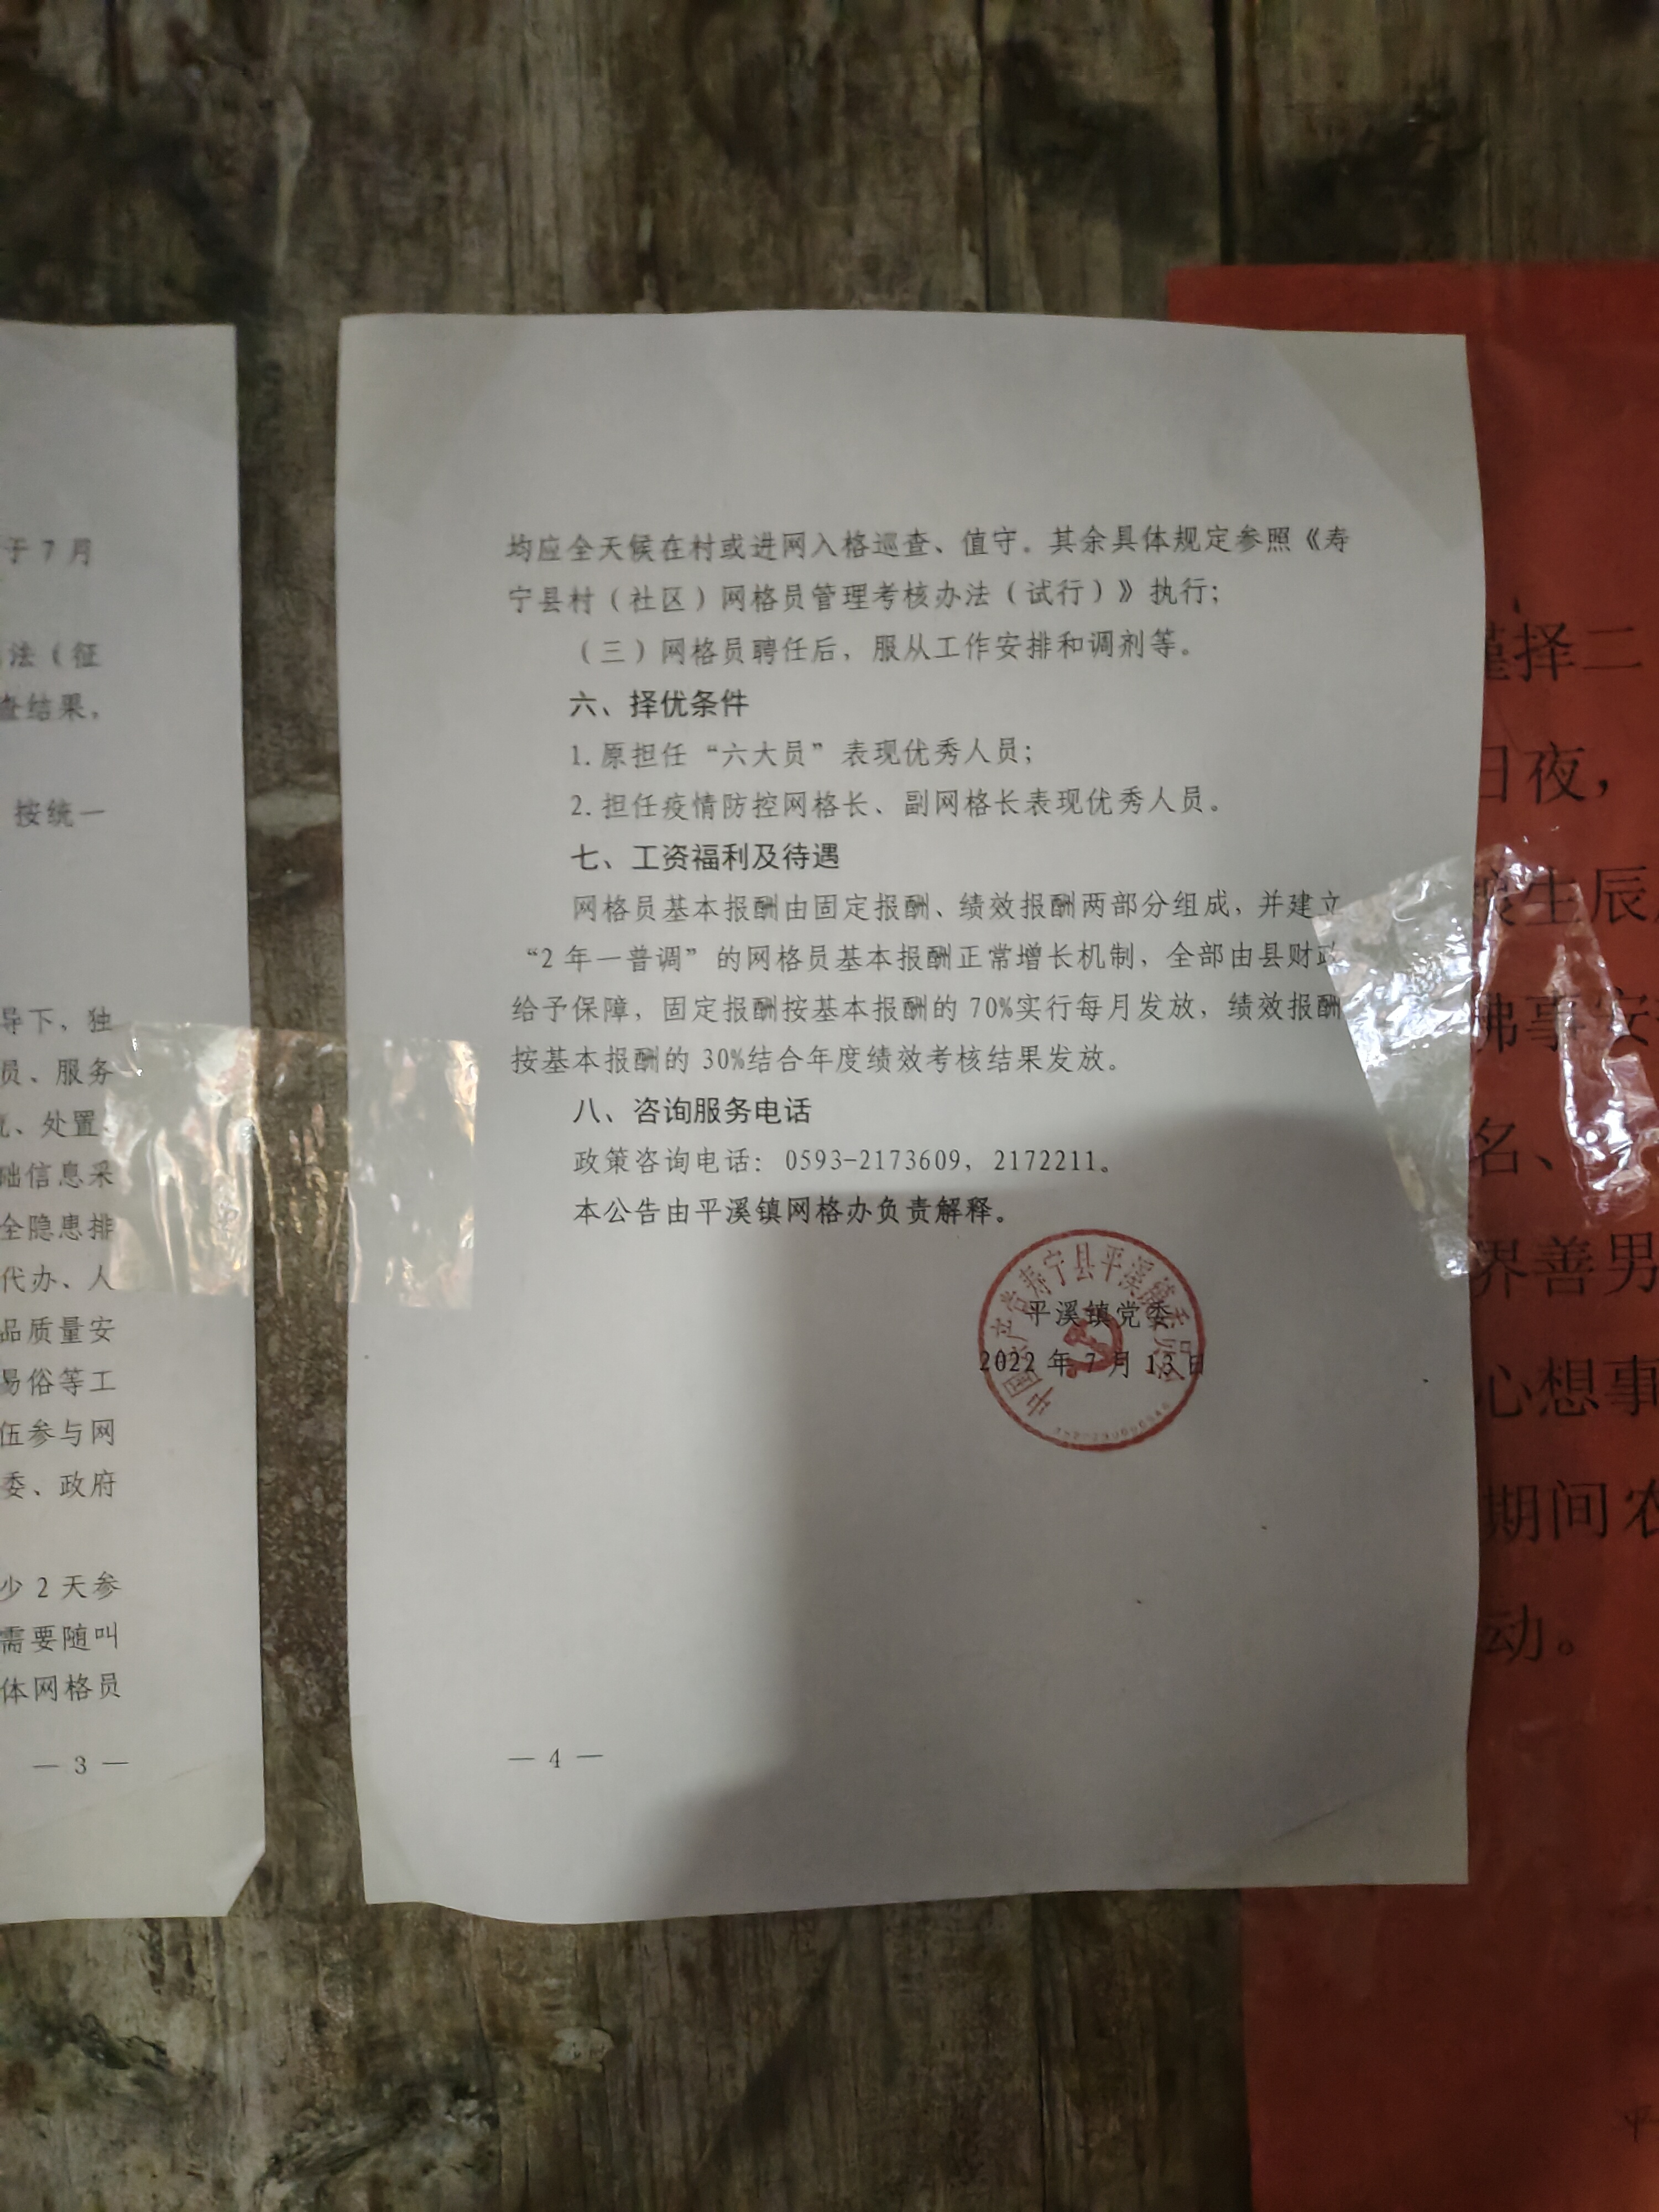 于7月
法（征
查结果，
按统一
导下，独
员、服务
、处置、
础信息采
全隐患排
代办、人
品质量安
易俗等工
伍参与网
委、政府
少2天参
需要随叫
体网格员
— 3 —
均应全天候在村或进网入格巡查、值守。其余具体规定参照《寿
宁县村（社区）网格员管理考核办法（试行）》执行；
（三）网格员聘任后，服从工作安排和调剂等。
六、择优条件
1.原担任“六大员”表现优秀人员；
2.担任疫情防控网格长、副网格长表现优秀人员。
七、工资福利及待遇
网格员基本报酬由固定报酬、绩效报酬两部分组成，并建立
“2年一普调”的网格员基本报酬正常增长机制，全部由县财政
给予保障，固定报酬按基本报酬的70%实行每月发放，绩效报酬
按基本报酬的30%结合年度绩效考核结果发放。
八、咨询服务电话
政策咨询电话：0593-2173609，2172211。
本公告由平溪镇网格办负责解释。
中国共产党寿宁县平溪镇委员会
平溪镇党委
2022年7月13日
— 4 —
择二
日夜，
生辰
佛事安
名、
界善男
心想事
期间农
动。